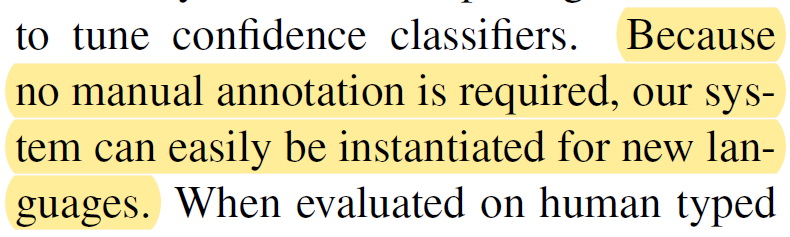 to tune confidence classifiers. Because
no manual annotation is required, our sys-
tem can easily be instantiated for new lan-
guages. When evaluated on human typed